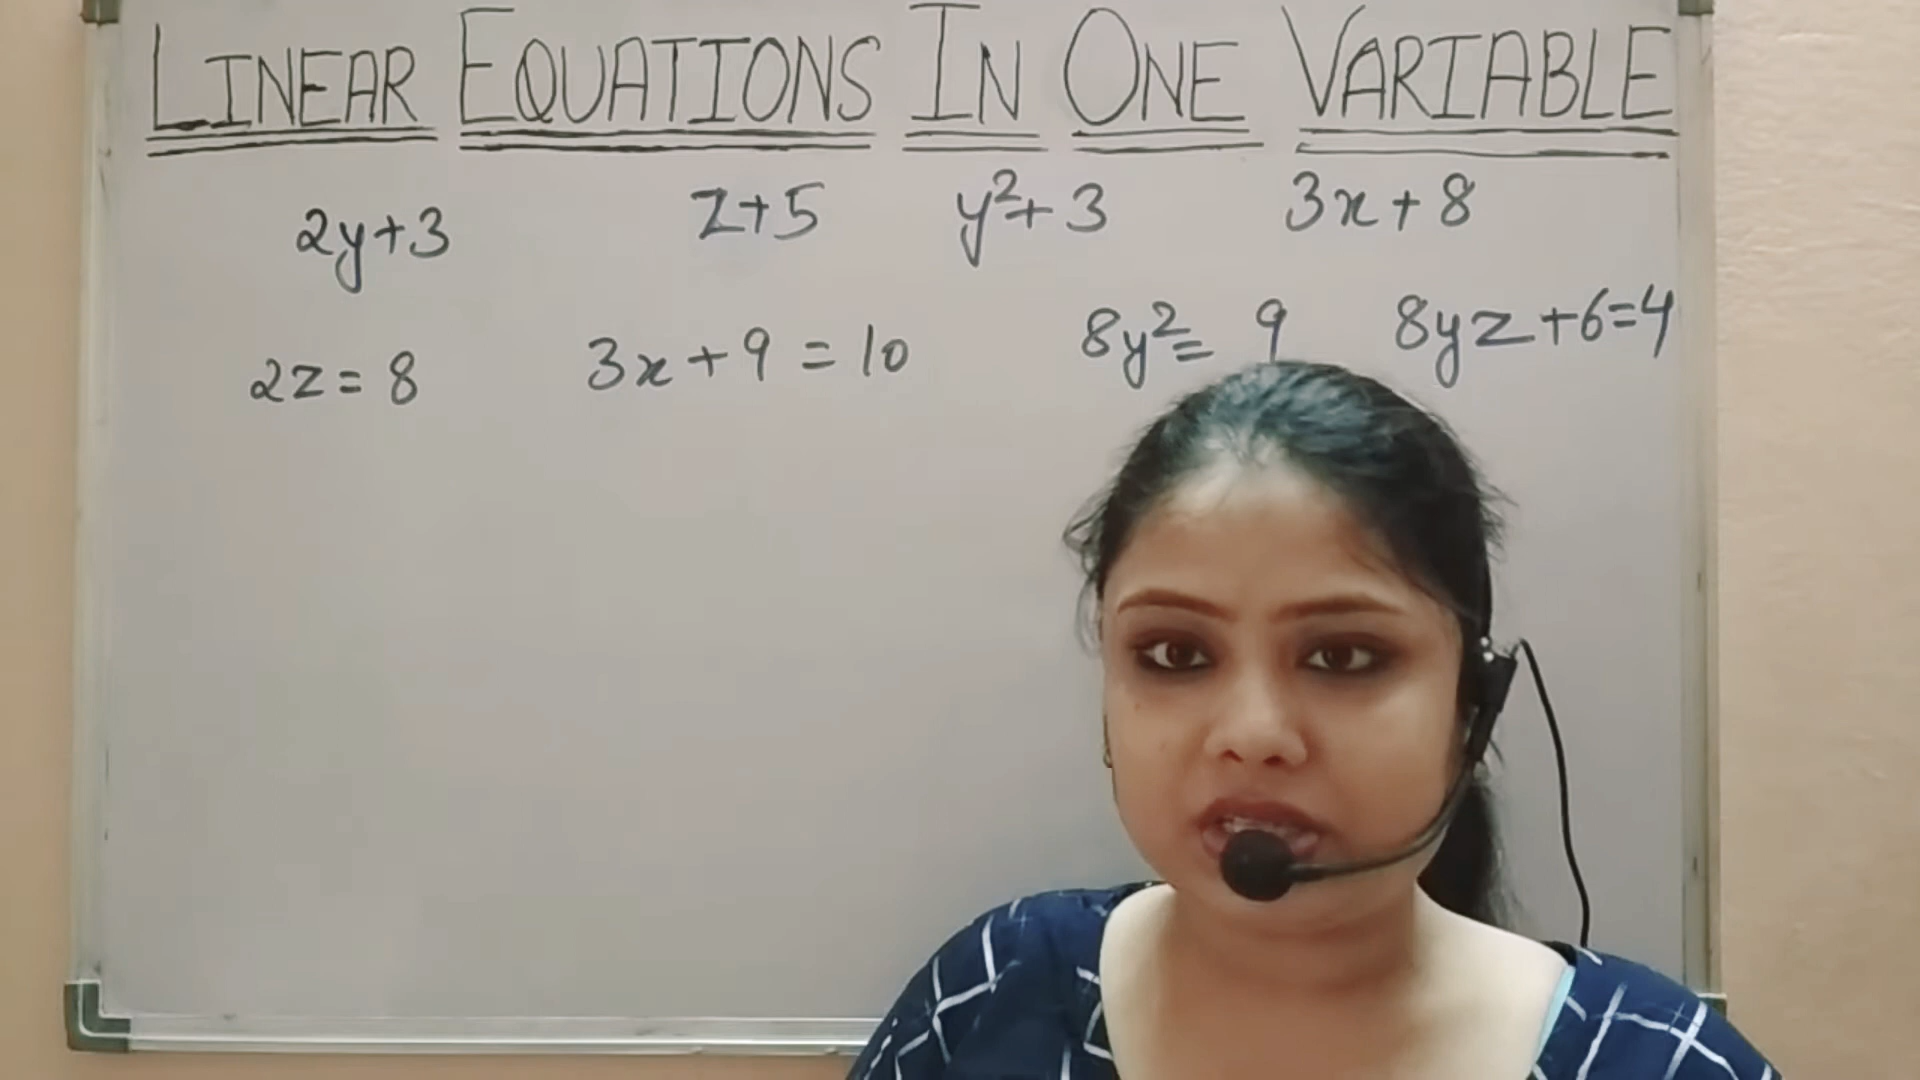 LINEAR EQUATIONS IN ONE VARIABLE
2y+3 z+5 y²+3 3x+8
2z=8 3x+9=10 8y²=9 8yz+6=4